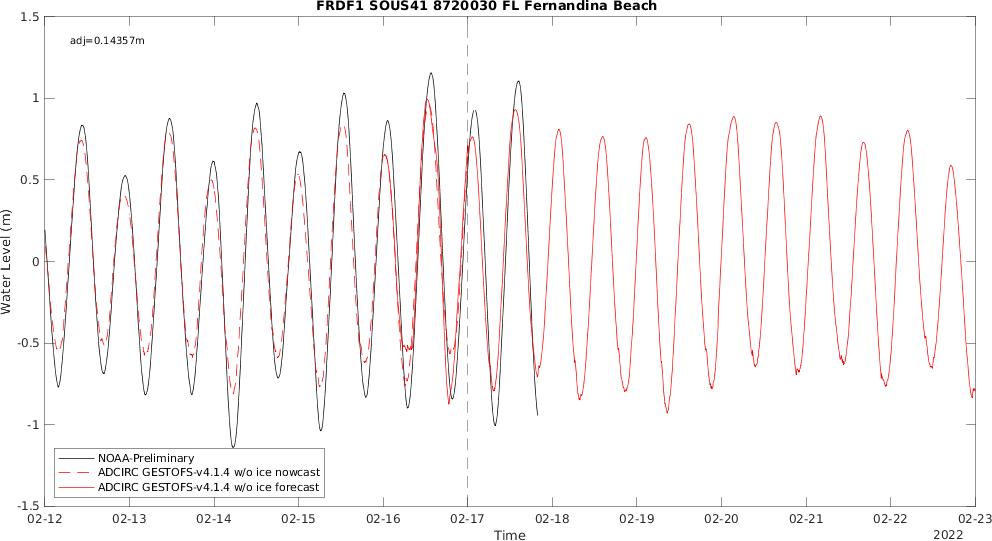 FRDF1 SOUS41 8720030 FL Fernandina Beach
adj=0.14357m
1.5
1
0.5
0
-0.5
-1
-1.5
Water Level (m)
NOAA-Preliminary
ADCIRC GESTOFS-v4.1.4 w/o ice nowcast
ADCIRC GESTOFS-v4.1.4 w/o ice forecast
02-12 02-13 02-14 02-15 02-16 02-17 02-18 02-19 02-20 02-21 02-22 02-23
Time
2022